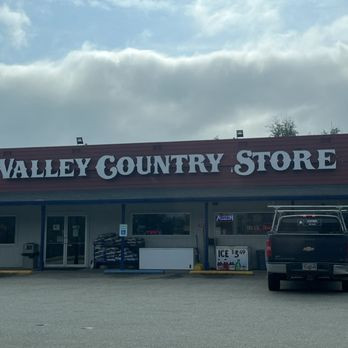 VALLEY COUNTRY STORE
ICE $3.49